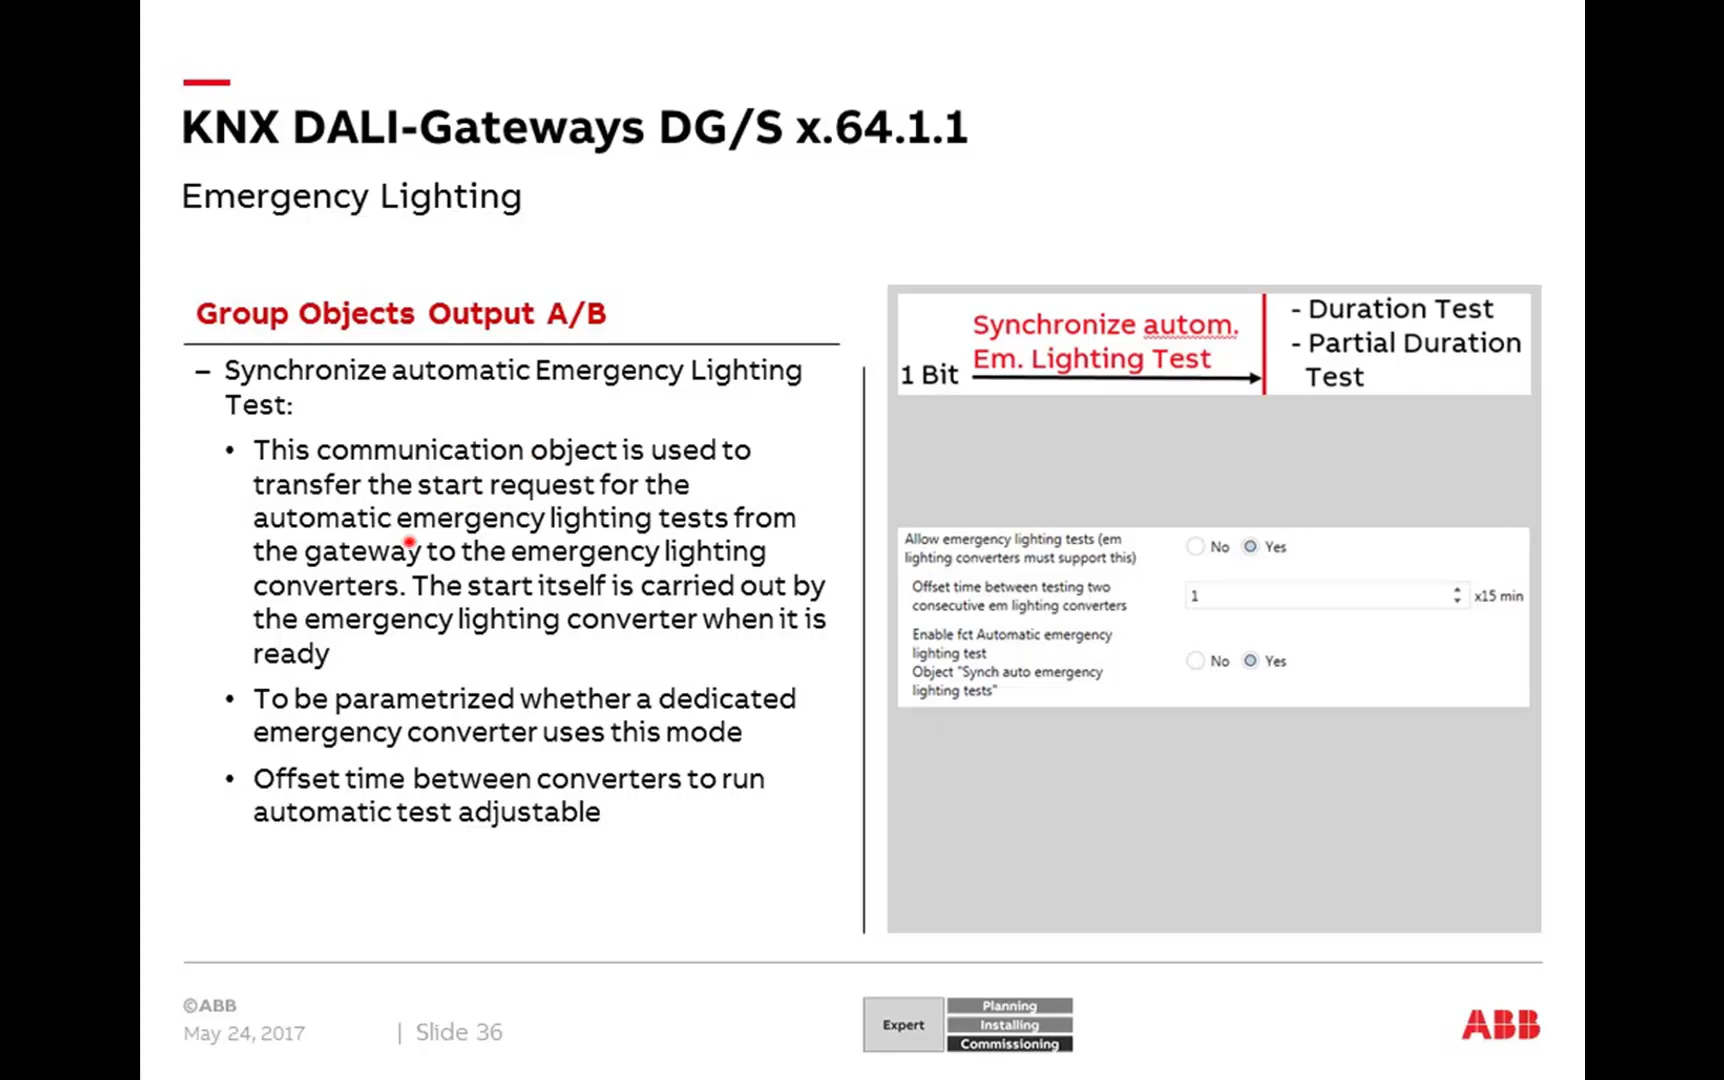 KNX DALI-Gateways DG/S x.64.1.1
Emergency Lighting
Group Objects Output A/B
– Synchronize automatic Emergency Lighting
Test:
• This communication object is used to
transfer the start request for the
automatic emergency lighting tests from
the gateway to the emergency lighting
converters. The start itself is carried out by
the emergency lighting converter when it is
ready
• To be parametrized whether a dedicated
emergency converter uses this mode
• Offset time between converters to run
automatic test adjustable
1 Bit
Synchronize autom.
Em. Lighting Test
- Duration Test
- Partial Duration
Test
Allow emergency lighting tests (em
lighting converters must support this)
No Yes
Offset time between testing two
consecutive em lighting converters
1 x15 min
Enable fct Automatic emergency
lighting test
Object "Synch auto emergency
lighting tests"
No Yes
©ABB
May 24, 2017 | Slide 36
Expert
Planning
Installing
Commissioning
ABB